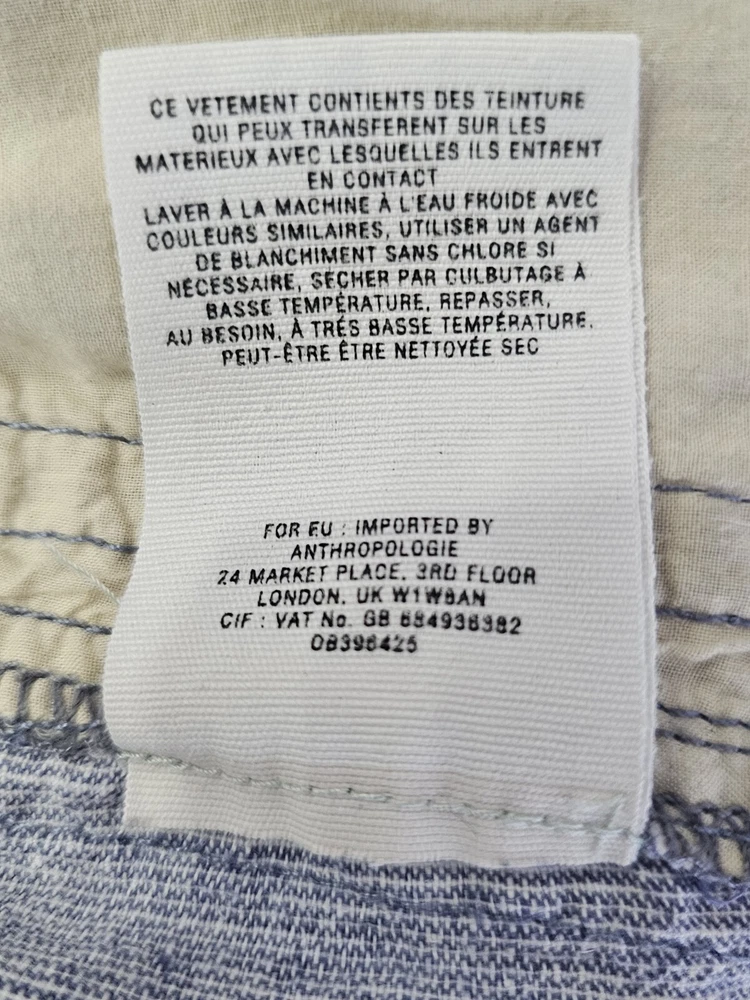 CE VETEMENT CONTIENTS DES TEINTURE
QUI PEUX TRANSFERENT SUR LES
MATERIEUX AVEC LESQUELLES ILS ENTRENT
EN CONTACT
LAVER À LA MACHINE À L'EAU FROIDE AVEC
COULEURS SIMILAIRES, UTILISER UN AGENT
DE BLANCHIMENT SANS CHLORE SI
NÉCESSAIRE, SÉCHER PAR CULBUTAGE À
BASSE TEMPÉRATURE, REPASSER,
AU BESOIN, À TRÉS BASSE TEMPÉRATURE.
PEUT-ÊTRE ÊTRE NETTOYÉE SEC
FOR EU : IMPORTED BY
ANTHROPOLOGIE
24 MARKET PLACE, 3RD FLOOR
LONDON, UK W1W8AN
CIF : VAT No. GB